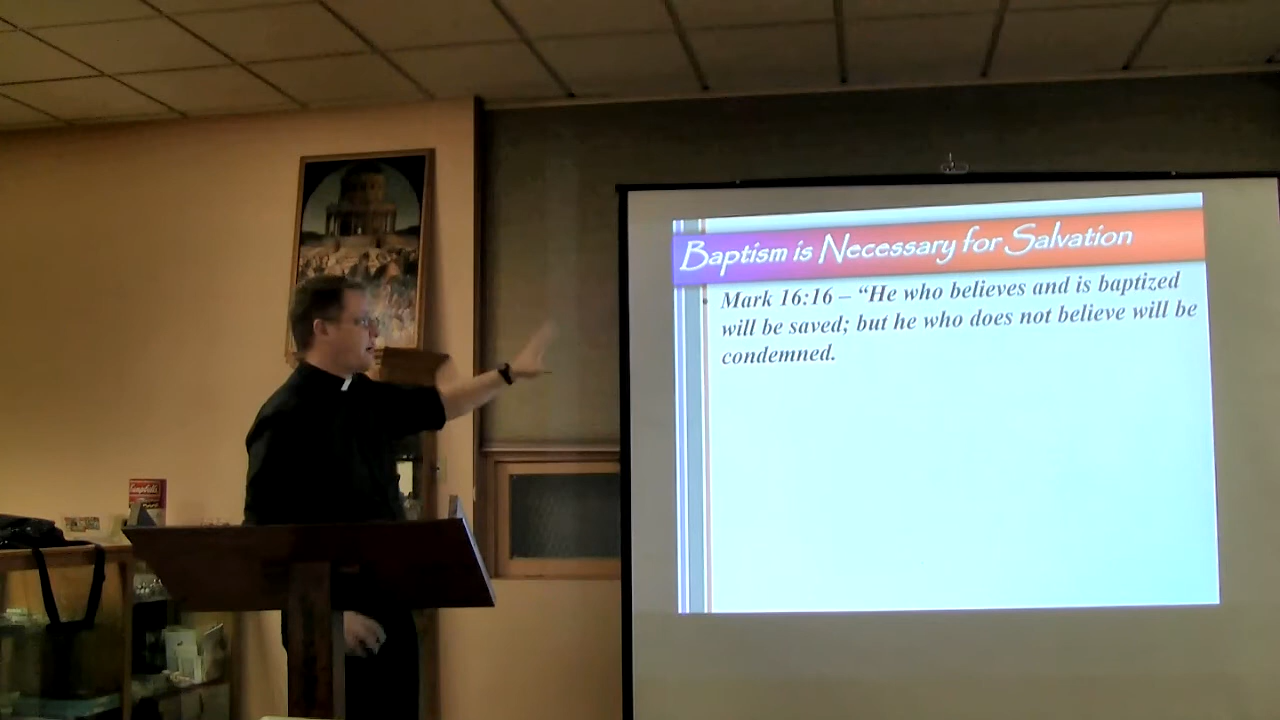 Baptism is Necessary for Salvation
Mark 16:16 – “He who believes and is baptized
will be saved; but he who does not believe will be
condemned.
Campbell's